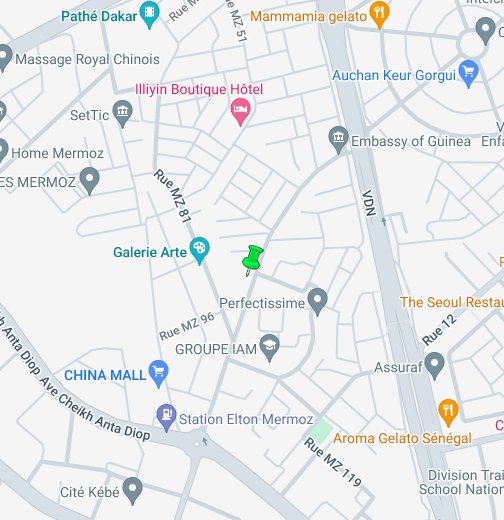 Pathé Dakar
Rue MZ
MZ 51
Mammamia gelato
Massage Royal Chinois
Auchan Keur Gorgui
Illiyin Boutique Hôtel
SetTic
Embassy of Guinea
Home Mermoz
ES MERMOZ
Rue MZ 81
VDN
Galerie Arte
Perfectissime
The Seoul Restau
Rue MZ 96
Rue 12
GROUPE IAM
CHINA MALL
Assuraf
Anta Diop
Ave Cheikh Anta Diop
Station Elton Mermoz
Aroma Gelato Sénégal
Rue MZ 119
Division Trai
School Nation
Cité Kébé